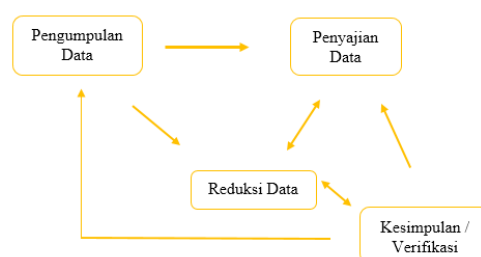 Pengumpulan
Data
Penyajian
Data
Reduksi Data
Kesimpulan /
Verifikasi